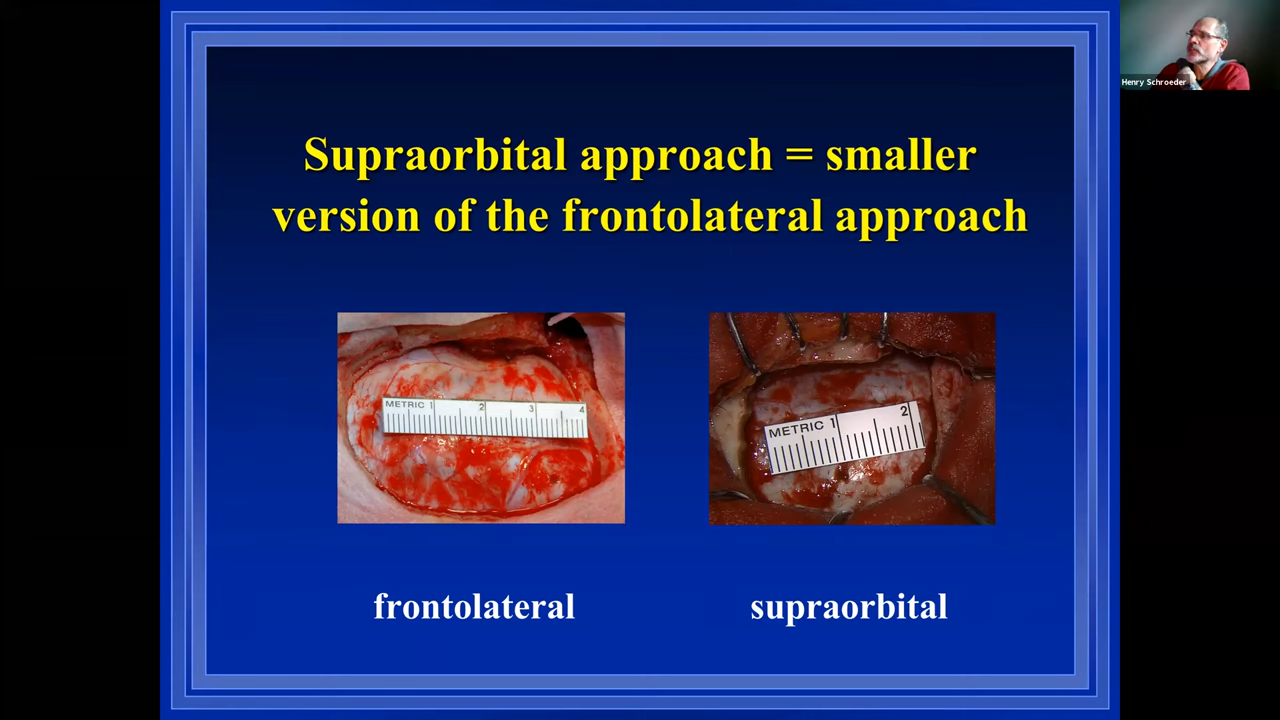 Henry Schroeder
Supraorbital approach = smaller
version of the frontolateral approach
METRIC 1 2 3 4
METRIC 1 2
frontolateral
supraorbital